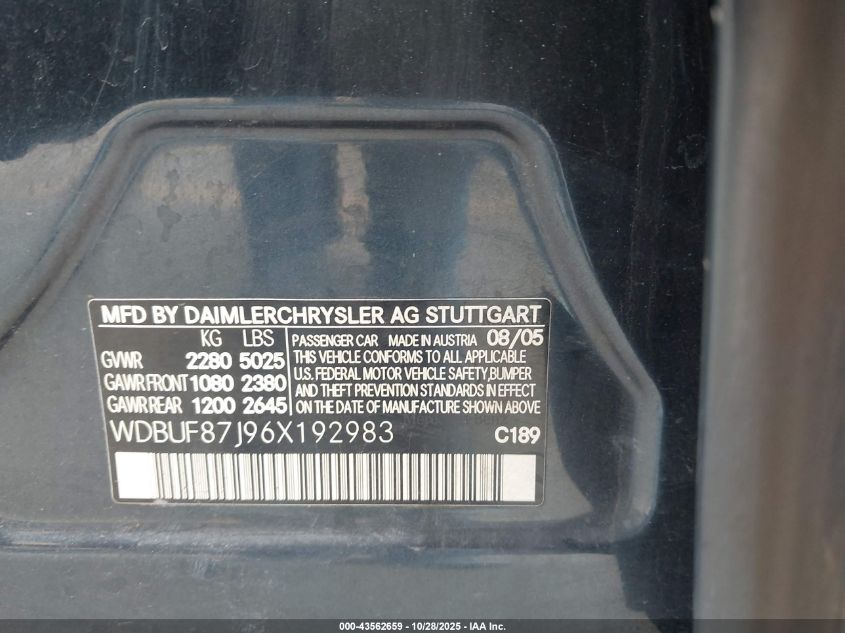 MFD BY DAIMLERCHRYSLER AG STUTTGART
KG LBS
GVWR 2280 5025
GAWR FRONT 1080 2380
GAWR REAR 1200 2645
PASSENGER CAR MADE IN AUSTRIA 08/05
THIS VEHICLE CONFORMS TO ALL APPLICABLE
U.S. FEDERAL MOTOR VEHICLE SAFETY,BUMPER
AND THEFT PREVENTION STANDARDS IN EFFECT
ON THE DATE OF MANUFACTURE SHOWN ABOVE
WDBUF87J96X192983
C189
000-43562659 - 10/28/2025 - IAA Inc.